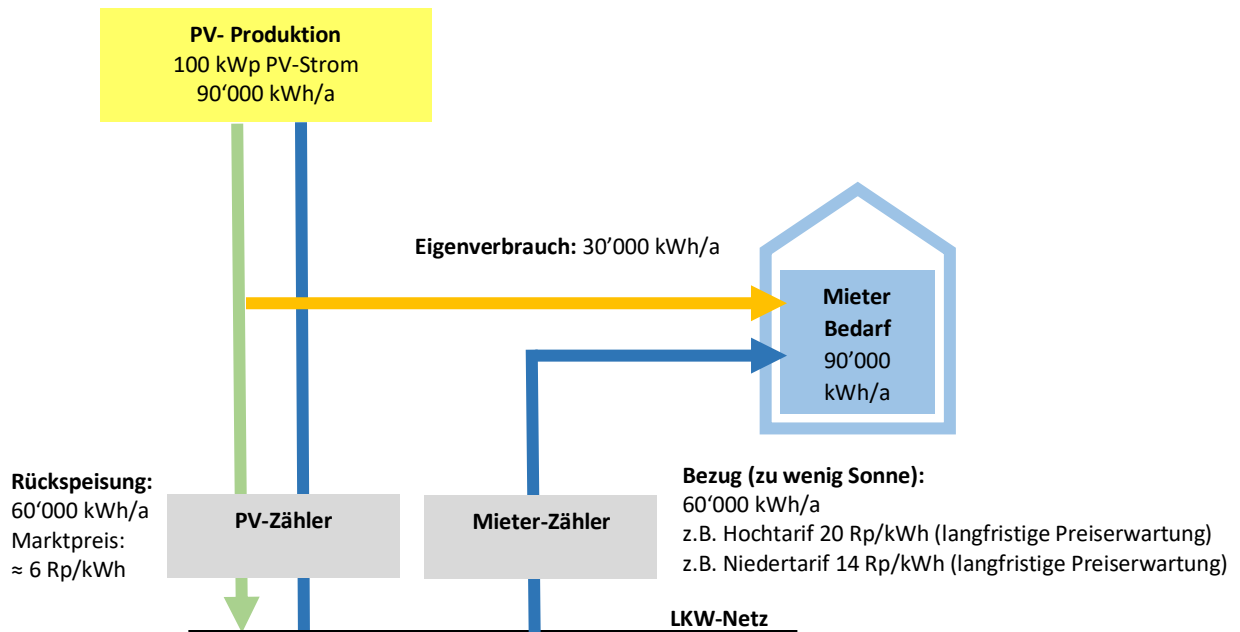 PV- Produktion
100 kWp PV-Strom
90‘000 kWh/a
Eigenverbrauch: 30’000 kWh/a
Mieter
Bedarf
90’000
kWh/a
Rückspeisung:
60‘000 kWh/a
Marktpreis:
≈ 6 Rp/kWh
PV-Zähler
Mieter-Zähler
Bezug (zu wenig Sonne):
60‘000 kWh/a
z.B. Hochtarif 20 Rp/kWh (langfristige Preiserwartung)
z.B. Niedertarif 14 Rp/kWh (langfristige Preiserwartung)
LKW-Netz